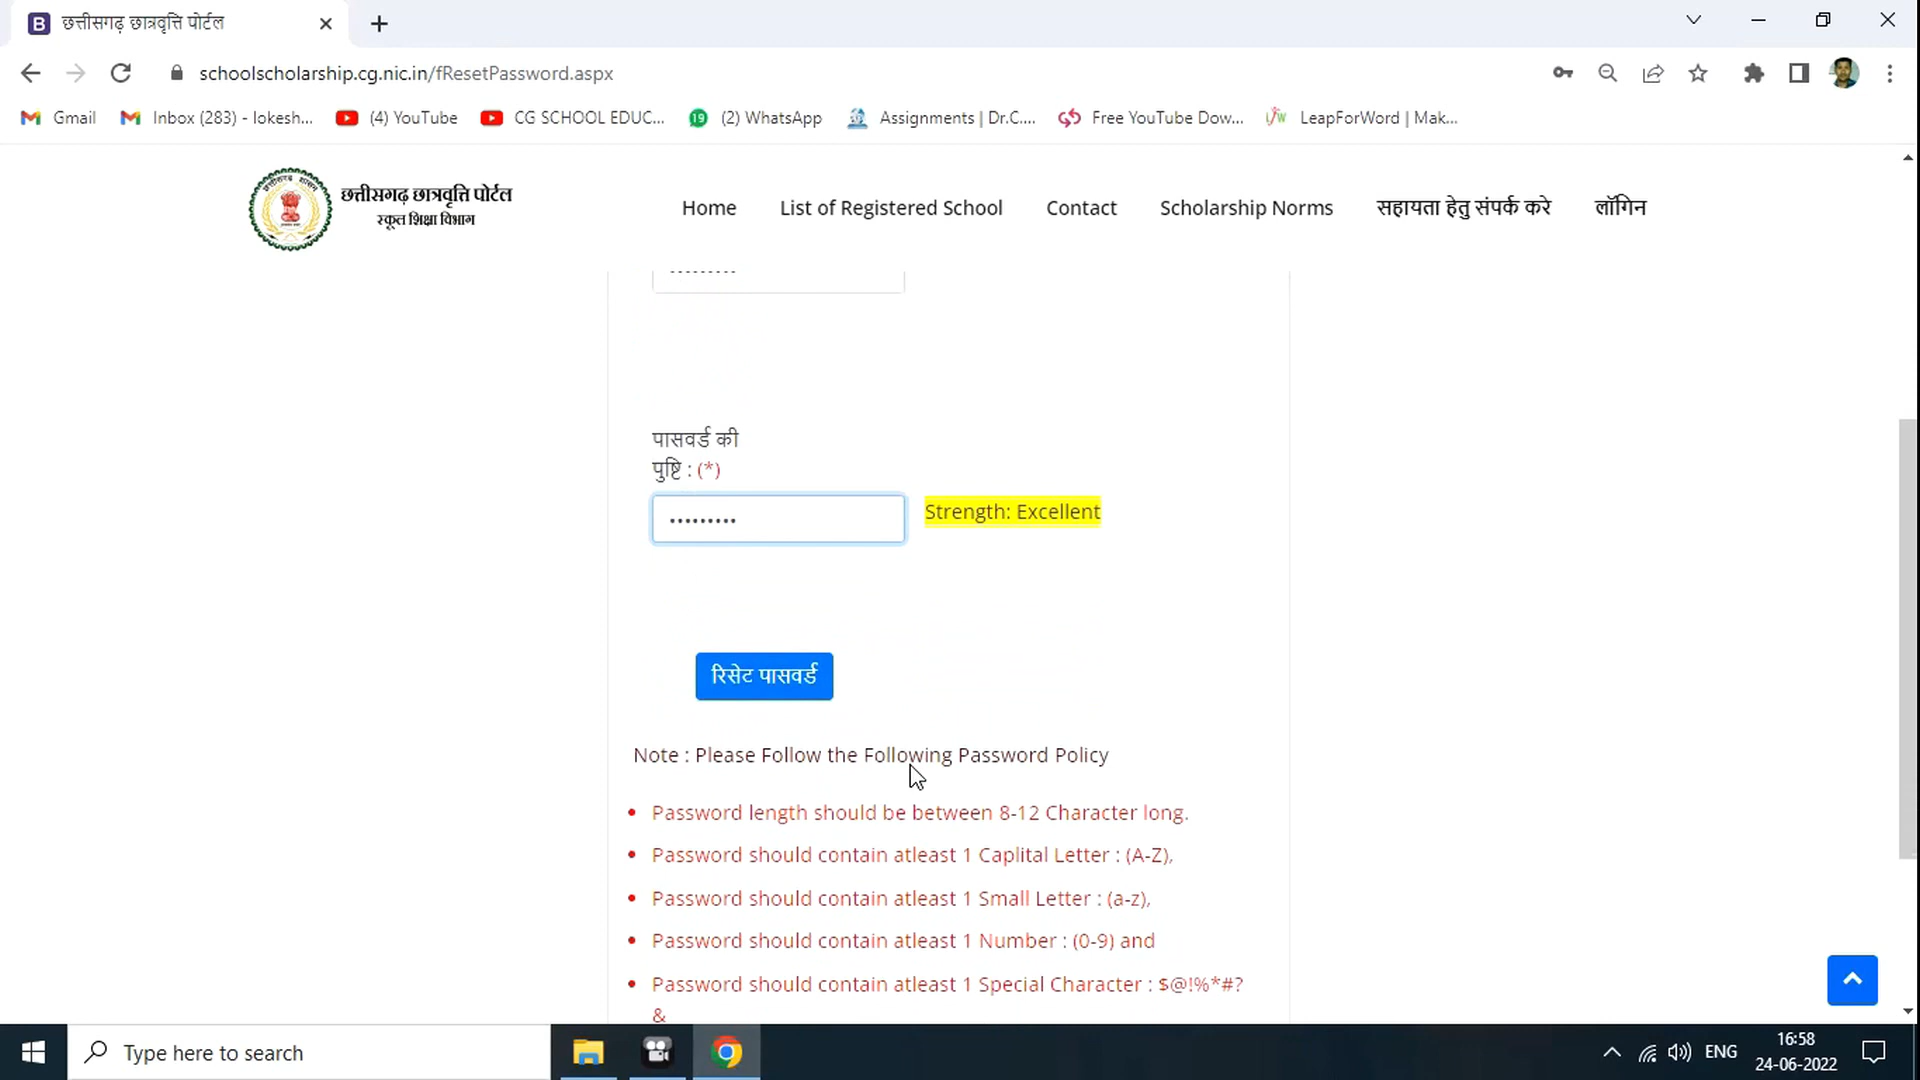 छत्तीसगढ़ छात्रवृत्ति पोर्टल
schoolscholarship.cg.nic.in/fResetPassword.aspx
Gmail
Inbox (283) - lokesh...
(4) YouTube
CG SCHOOL EDUC...
19
(2) WhatsApp
Assignments | Dr.C....
Free YouTube Dow...
LeapForWord | Mak...
छत्तीसगढ़ छात्रवृत्ति पोर्टल
स्कूल शिक्षा विभाग
Home
List of Registered School
Contact
Scholarship Norms
सहायता हेतु संपर्क करे
लॉगिन
पासवर्ड की
पुष्टि : (*)
Strength: Excellent
रिसेट पासवर्ड
Note : Please Follow the Following Password Policy
• Password length should be between 8-12 Character long.
• Password should contain atleast 1 Caplital Letter : (A-Z),
• Password should contain atleast 1 Small Letter : (a-z),
• Password should contain atleast 1 Number : (0-9) and
• Password should contain atleast 1 Special Character : $@!%*#?
&
Type here to search
ENG
16:58
24-06-2022